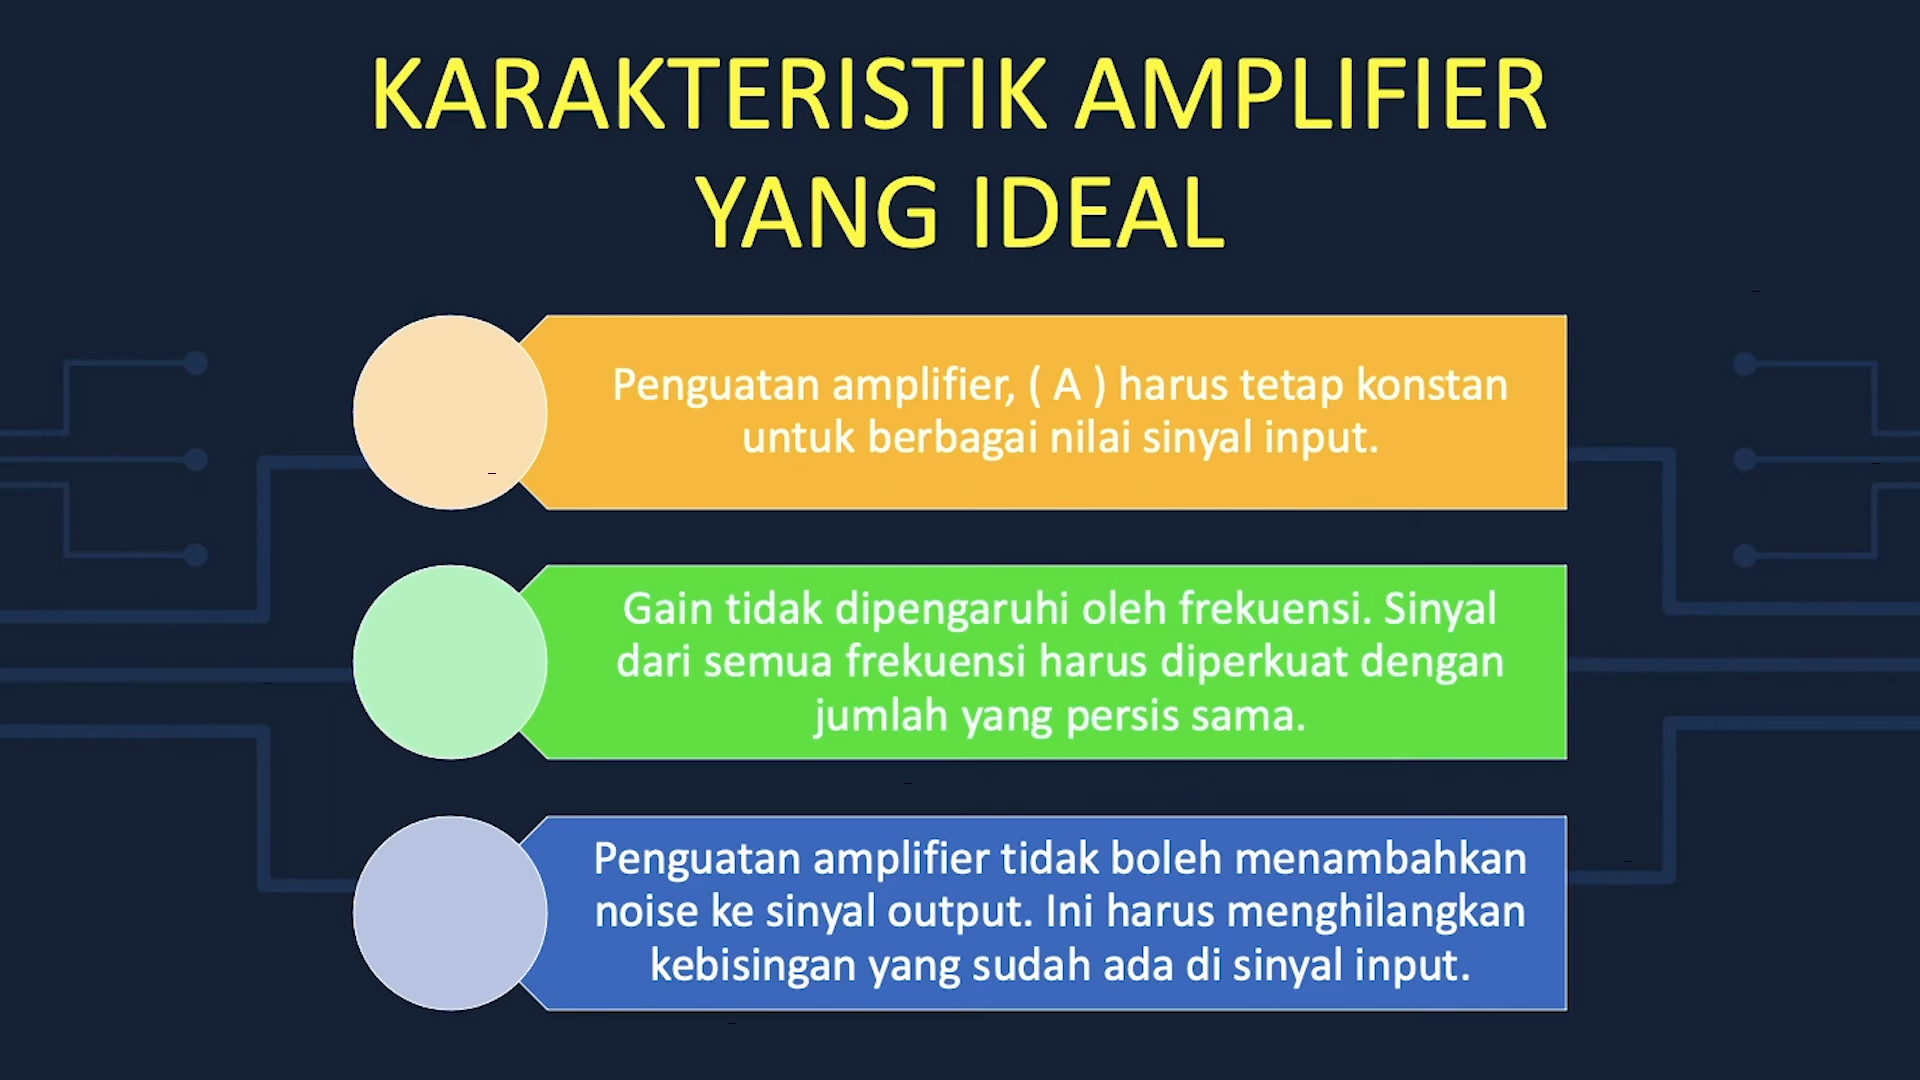 KARAKTERISTIK AMPLIFIER
YANG IDEAL
Penguatan amplifier, ( A ) harus tetap konstan
untuk berbagai nilai sinyal input.
Gain tidak dipengaruhi oleh frekuensi. Sinyal
dari semua frekuensi harus diperkuat dengan
jumlah yang persis sama.
Penguatan amplifier tidak boleh menambahkan
noise ke sinyal output. Ini harus menghilangkan
kebisingan yang sudah ada di sinyal input.